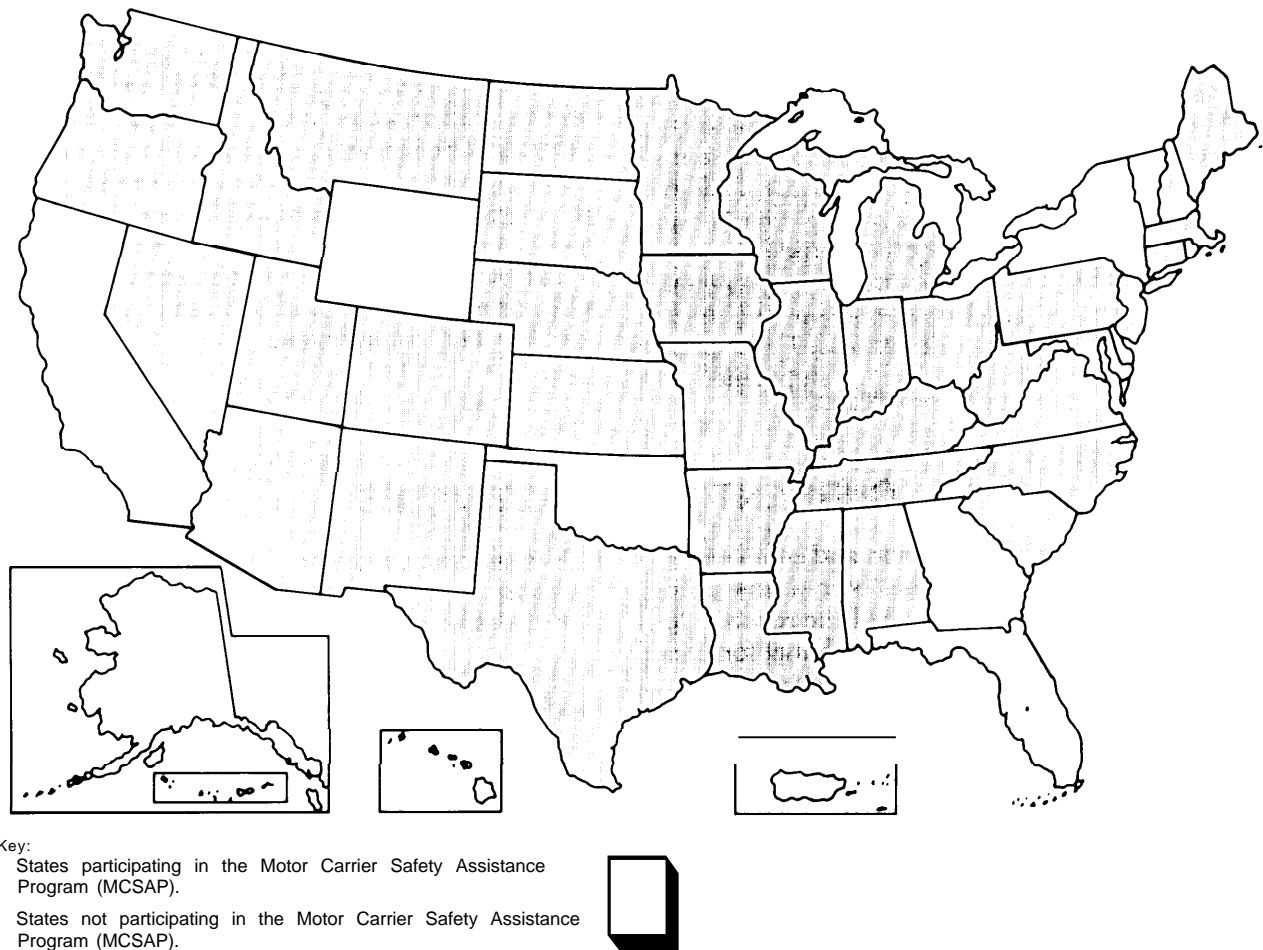 Key:
States participating in the Motor Carrier Safety Assistance
Program (MCSAP).
States not participating in the Motor Carrier Safety Assistance
Program (MCSAP).